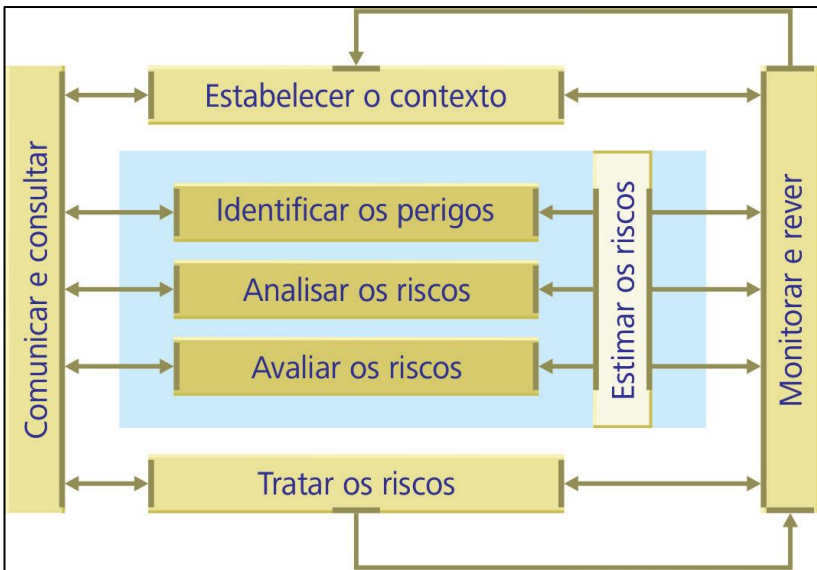 Comunicar e consultar
Estabelecer o contexto
Identificar os perigos
Analisar os riscos
Avaliar os riscos
Estimar os riscos
Tratar os riscos
Monitorar e rever